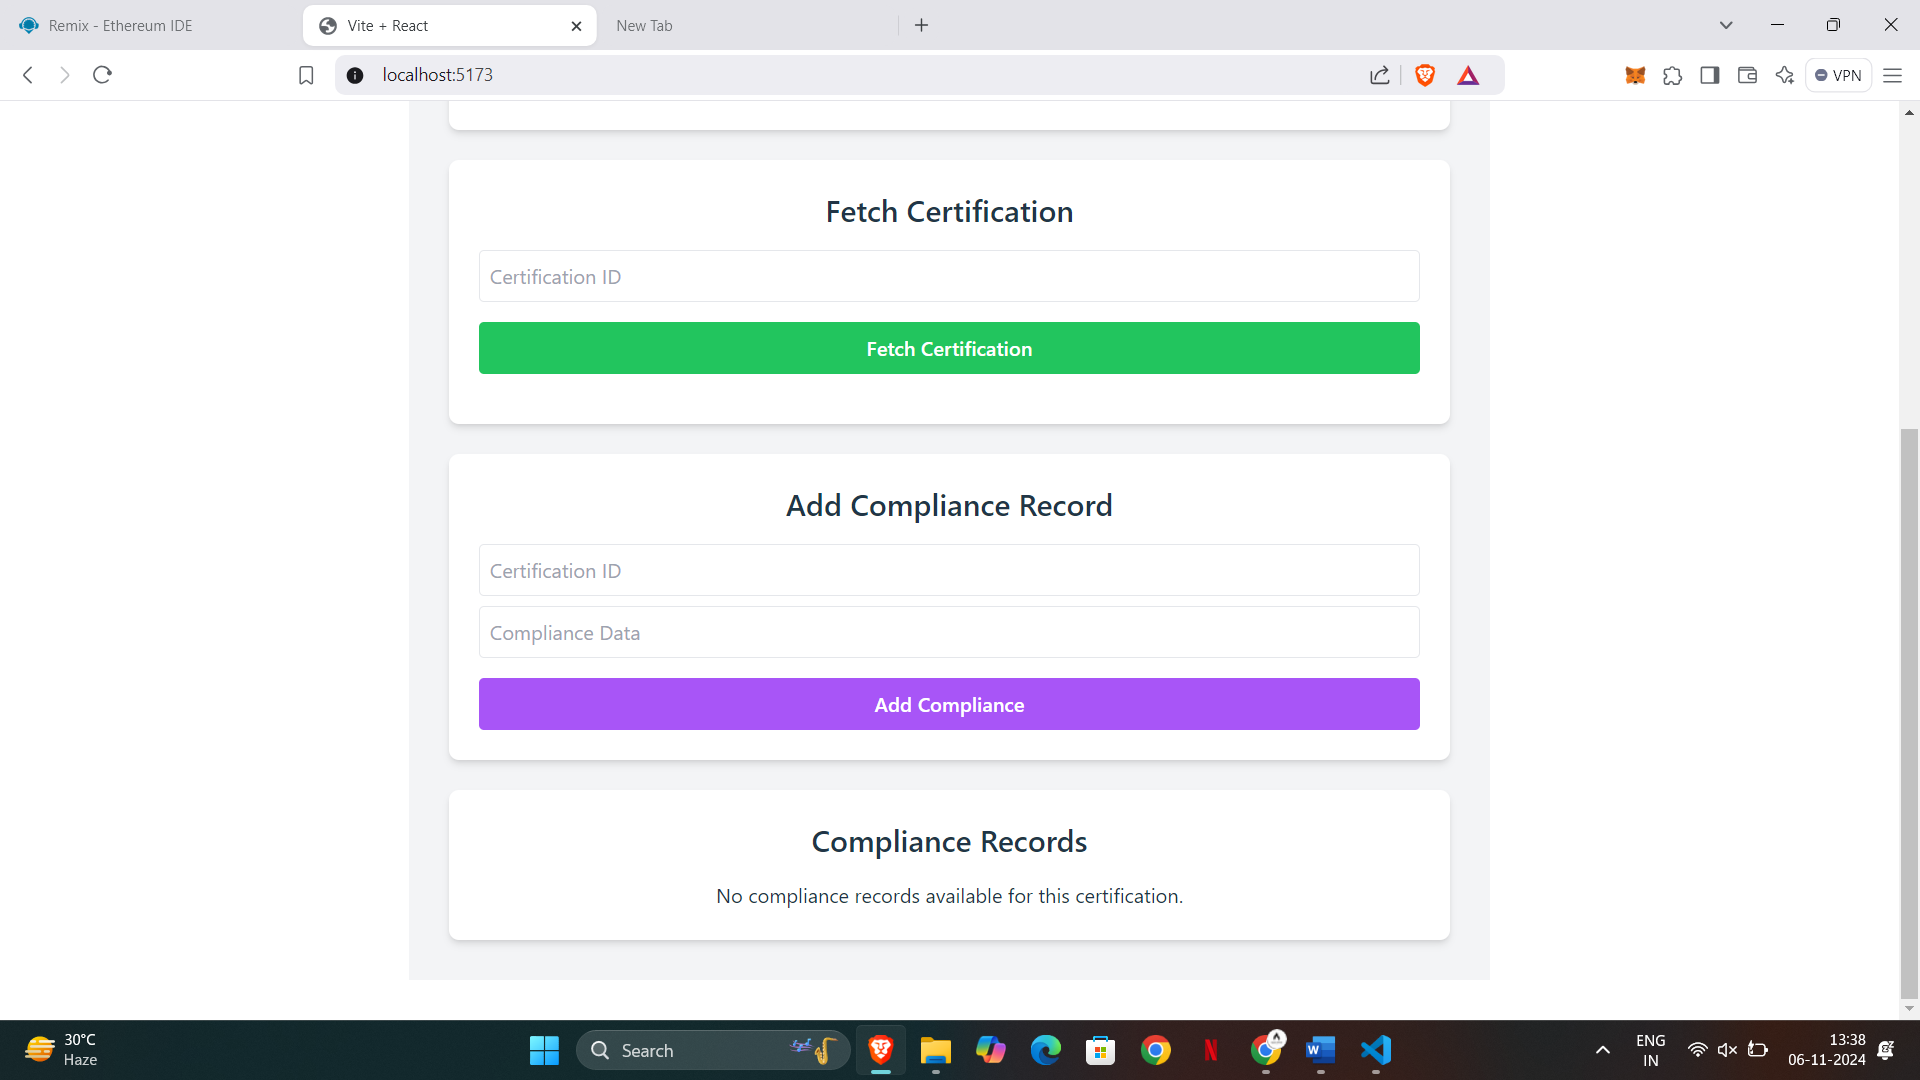 Remix - Ethereum IDE
Vite + React
New Tab
localhost:5173
VPN
Fetch Certification
Certification ID
Fetch Certification
Add Compliance Record
Certification ID
Compliance Data
Add Compliance
Compliance Records
No compliance records available for this certification.
30°C
Haze
Search
ENG
IN
13:38
06-11-2024